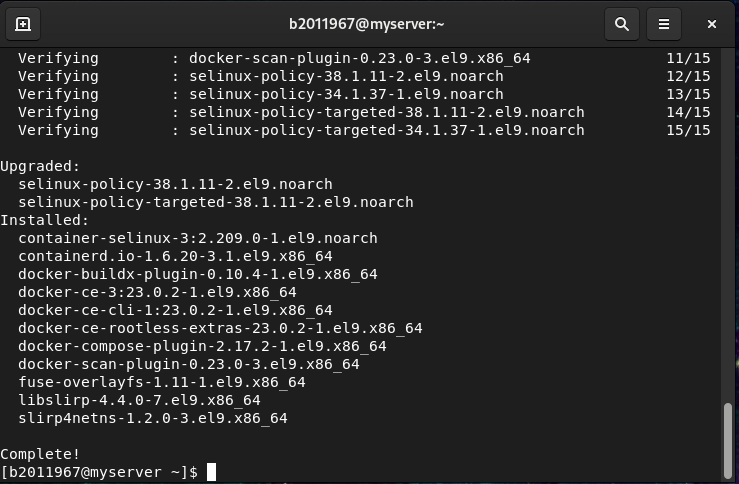 b2011967@myserver:~
Verifying : docker-scan-plugin-0.23.0-3.el9.x86_64 11/15
Verifying : selinux-policy-38.1.11-2.el9.noarch 12/15
Verifying : selinux-policy-34.1.37-1.el9.noarch 13/15
Verifying : selinux-policy-targeted-38.1.11-2.el9.noarch 14/15
Verifying : selinux-policy-targeted-34.1.37-1.el9.noarch 15/15
Upgraded:
selinux-policy-38.1.11-2.el9.noarch
selinux-policy-targeted-38.1.11-2.el9.noarch
Installed:
container-selinux-3:2.209.0-1.el9.noarch
containerd.io-1.6.20-3.1.el9.x86_64
docker-buildx-plugin-0.10.4-1.el9.x86_64
docker-ce-3:23.0.2-1.el9.x86_64
docker-ce-cli-1:23.0.2-1.el9.x86_64
docker-ce-rootless-extras-23.0.2-1.el9.x86_64
docker-compose-plugin-2.17.2-1.el9.x86_64
docker-scan-plugin-0.23.0-3.el9.x86_64
fuse-overlayfs-1.11-1.el9.x86_64
libslirp-4.4.0-7.el9.x86_64
slirp4netns-1.2.0-3.el9.x86_64
Complete!
[b2011967@myserver ~]$